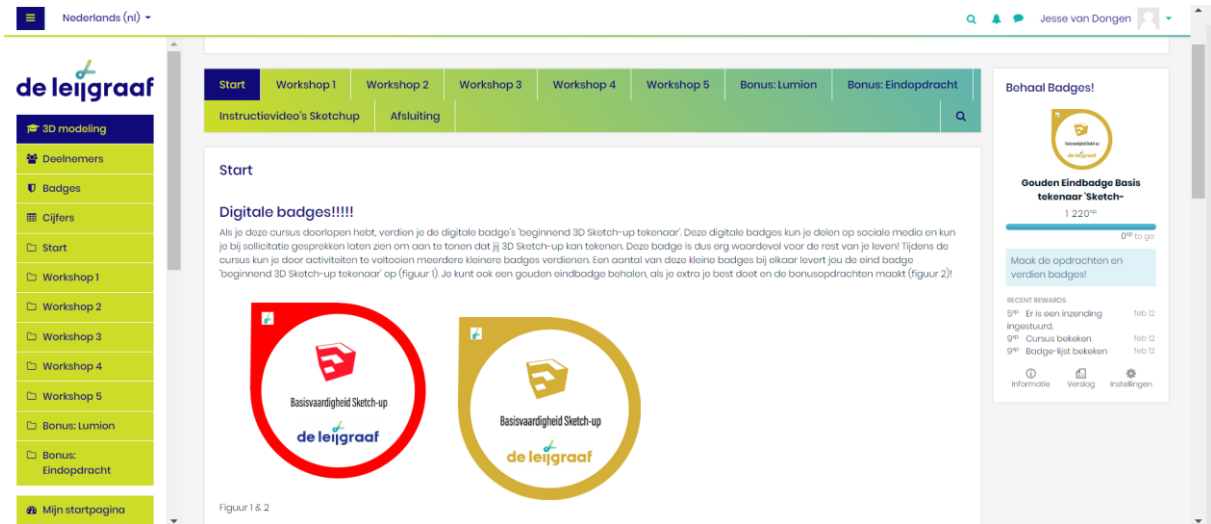 Nederlands (nl)
Jesse van Dongen
de leijgraaf
3D modeling
Deelnemers
Badges
Cijfers
Start
Workshop 1
Workshop 2
Workshop 3
Workshop 4
Workshop 5
Bonus: Lumion
Bonus:
Eindopdracht
Mijn startpagina
Start Workshop 1 Workshop 2 Workshop 3 Workshop 4 Workshop 5 Bonus: Lumion Bonus: Eindopdracht
Instructievideo's Sketchup Afsluiting
Start
Digitale badges!!!!!
Als je deze cursus doorlopen hebt, verdien je de digitale badge's 'beginnend 3D Sketch-up tekenaar'. Deze digitale badges kun je delen op sociale media en kun
je bij sollicitatie gesprekken laten zien om aan te tonen dat jij 3D Sketch-up kan tekenen. Deze badge is dus erg waardevol voor de rest van je leven! Tijdens de
cursus kun je door activiteiten te voltooien meerdere kleinere badges verdienen. Een aantal van deze kleine badges bij elkaar levert jou de eind badge
'beginnend 3D Sketch-up tekenaar' op (figuur 1). Je kunt ook een gouden eindbadge behalen, als je extra je best doet en de bonusopdrachten maakt (figuur 2)!
Basisvaardigheid Sketch-up
de leijgraaf
Basisvaardigheid Sketch-up
de leijgraaf
Figuur 1 & 2
Behaal Badges!
Basisvaardigheid Sketch-up
de leijgraaf
Gouden Eindbadge Basis
tekenaar 'Sketch-
1 220xp
0xp to go
Maak de opdrachten en
verdien badges!
RECENT REWARDS
5xp Er is een inzending feb 12
ingestuurd.
9xp Cursus bekeken feb 12
9xp Badge-lijst bekeken feb 12
Informatie Verslag Instellingen